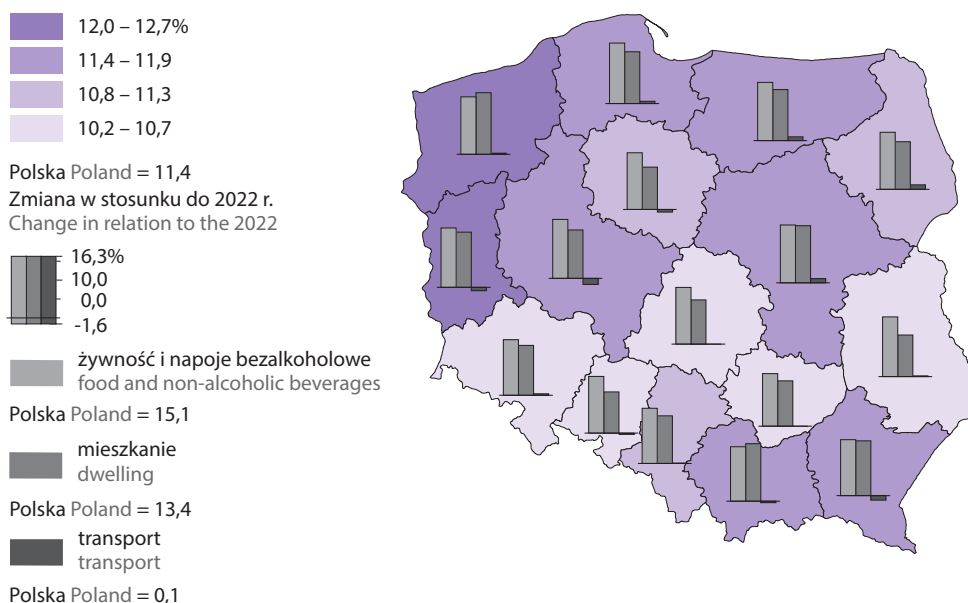 12,0 – 12,7%
11,4 – 11,9
10,8 – 11,3
10,2 – 10,7
Polska Poland = 11,4
Zmiana w stosunku do 2022 r.
Change in relation to the 2022
16,3%
10,0
0,0
-1,6
żywność i napoje bezalkoholowe
food and non-alcoholic beverages
Polska Poland = 15,1
mieszkanie
dwelling
Polska Poland = 13,4
transport
transport
Polska Poland = 0,1